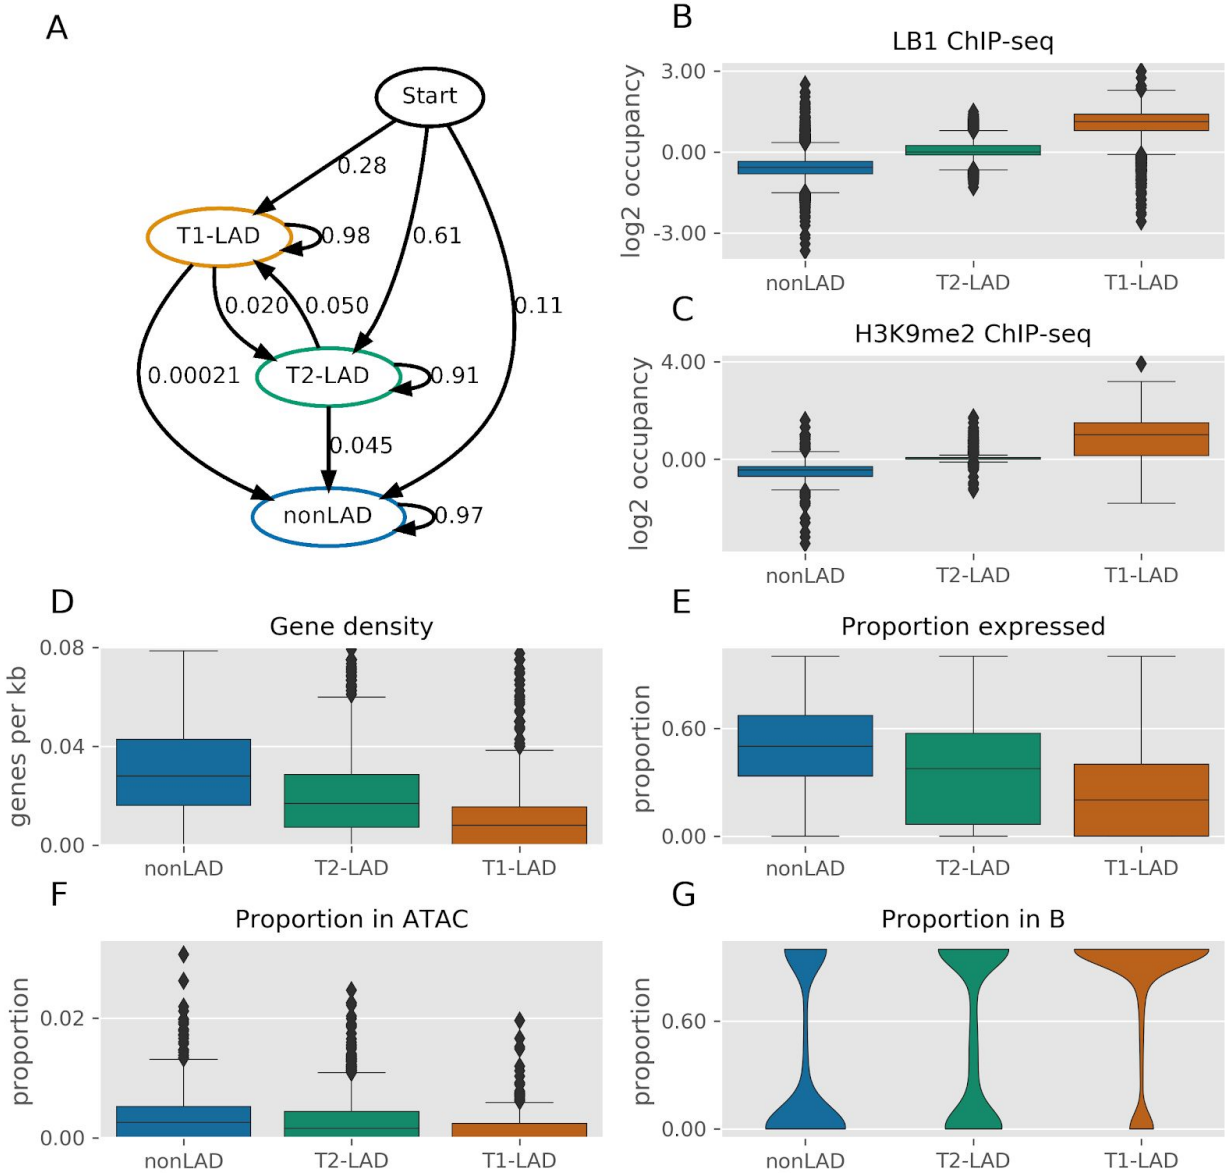 A
Start
0.28
T1-LAD
0.98
0.61
0.020
0.050
0.11
0.00021
T2-LAD
0.91
0.045
nonLAD
0.97
B
LB1 ChIP-seq
log2 occupancy
3.00
0.00
-3.00
nonLAD
T2-LAD
T1-LAD
C
H3K9me2 ChIP-seq
log2 occupancy
4.00
0.00
nonLAD
T2-LAD
T1-LAD
D
Gene density
genes per kb
0.08
0.04
0.00
nonLAD
T2-LAD
T1-LAD
E
Proportion expressed
proportion
0.60
0.00
nonLAD
T2-LAD
T1-LAD
F
Proportion in ATAC
proportion
0.02
0.00
nonLAD
T2-LAD
T1-LAD
G
Proportion in B
proportion
0.60
0.00
nonLAD
T2-LAD
T1-LAD